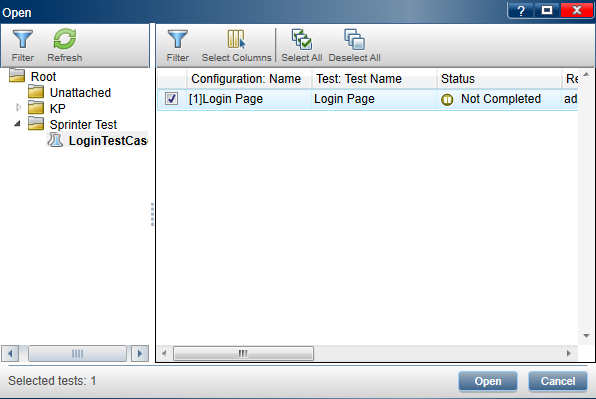 Open
?
Filter Refresh
Filter Select Columns Select All Deselect All
Root
Unattached
KP
Sprinter Test
LoginTestCas
Configuration: Name Test: Test Name Status Re
[1]Login Page Login Page Not Completed ad
Selected tests: 1
Open Cancel